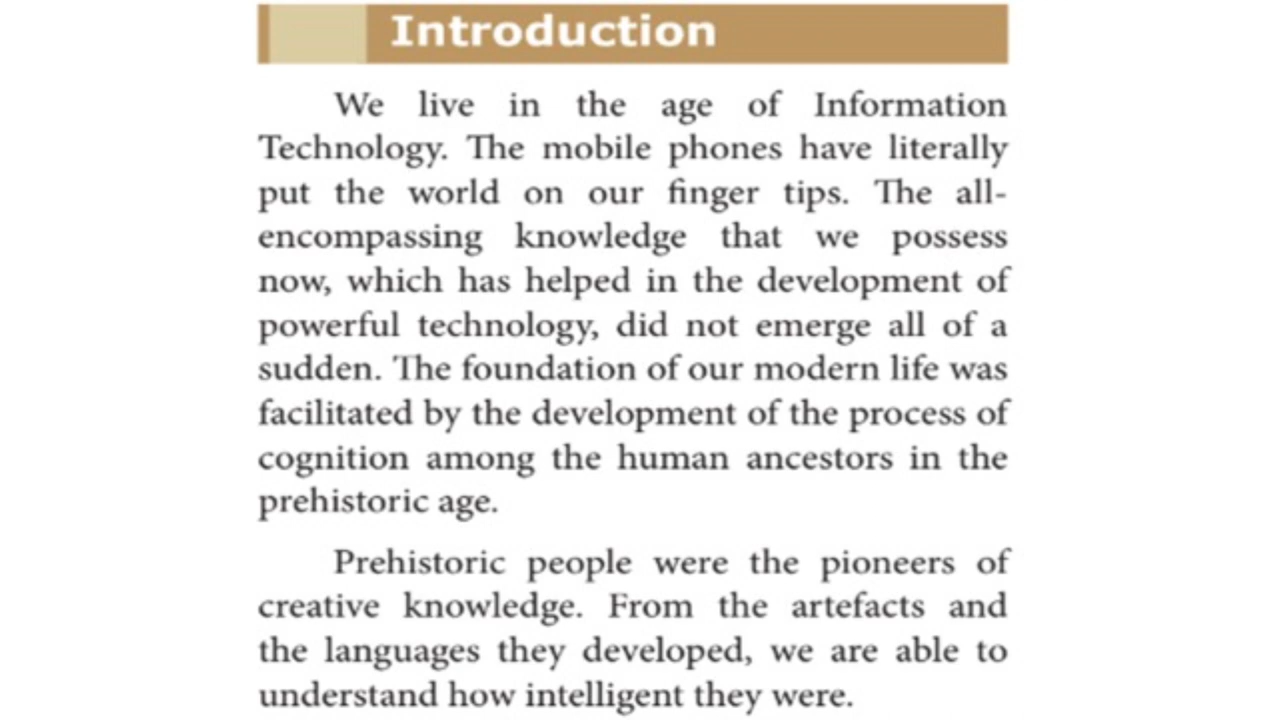 Introduction
We live in the age of Information
Technology. The mobile phones have literally
put the world on our finger tips. The all-
encompassing knowledge that we possess
now, which has helped in the development of
powerful technology, did not emerge all of a
sudden. The foundation of our modern life was
facilitated by the development of the process of
cognition among the human ancestors in the
prehistoric age.
Prehistoric people were the pioneers of
creative knowledge. From the artefacts and
the languages they developed, we are able to
understand how intelligent they were.